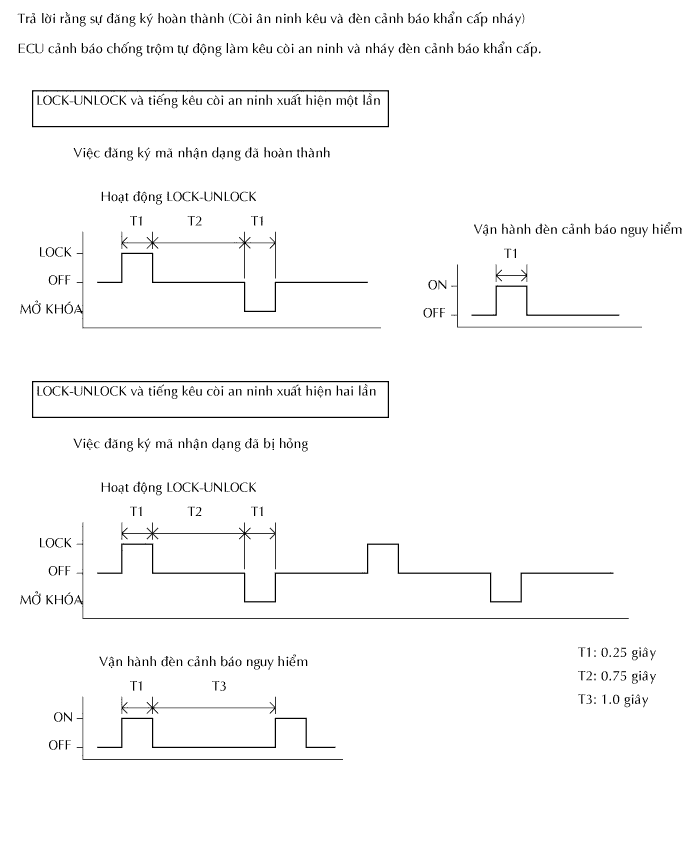 Trả lời rằng sự đăng ký hoàn thành (Còi ân ninh kêu và đèn cảnh báo khẩn cấp nháy)
ECU cảnh báo chống trộm tự động làm kêu còi an ninh và nháy đèn cảnh báo khẩn cấp.
LOCK-UNLOCK và tiếng kêu còi an ninh xuất hiện một lần
Việc đăng ký mã nhận dạng đã hoàn thành
Hoạt động LOCK-UNLOCK
T1 T2 T1
LOCK
OFF
MỞ KHÓA
Vận hành đèn cảnh báo nguy hiểm
T1
ON
OFF
LOCK-UNLOCK và tiếng kêu còi an ninh xuất hiện hai lần
Việc đăng ký mã nhận dạng đã bị hỏng
Hoạt động LOCK-UNLOCK
T1 T2 T1
LOCK
OFF
MỞ KHÓA
Vận hành đèn cảnh báo nguy hiểm
T1 T3
ON
OFF
T1: 0.25 giây
T2: 0.75 giây
T3: 1.0 giây